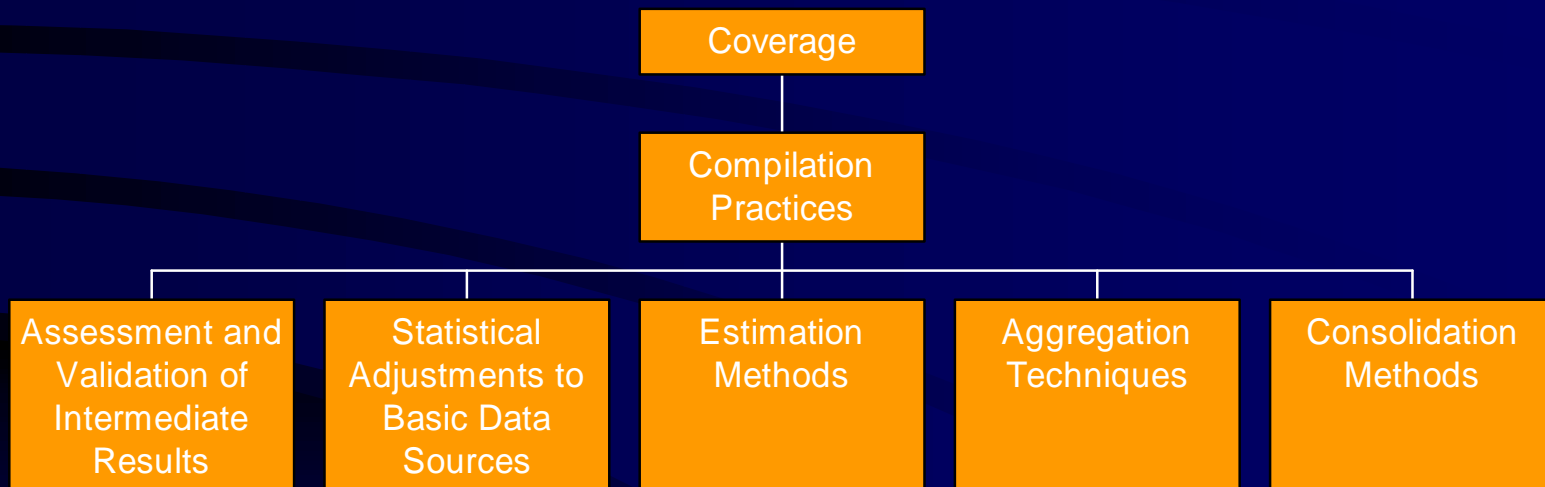 Coverage
Compilation
Practices
Assessment and
Validation of
Intermediate
Results
Statistical
Adjustments to
Basic Data
Sources
Estimation
Methods
Aggregation
Techniques
Consolidation
Methods